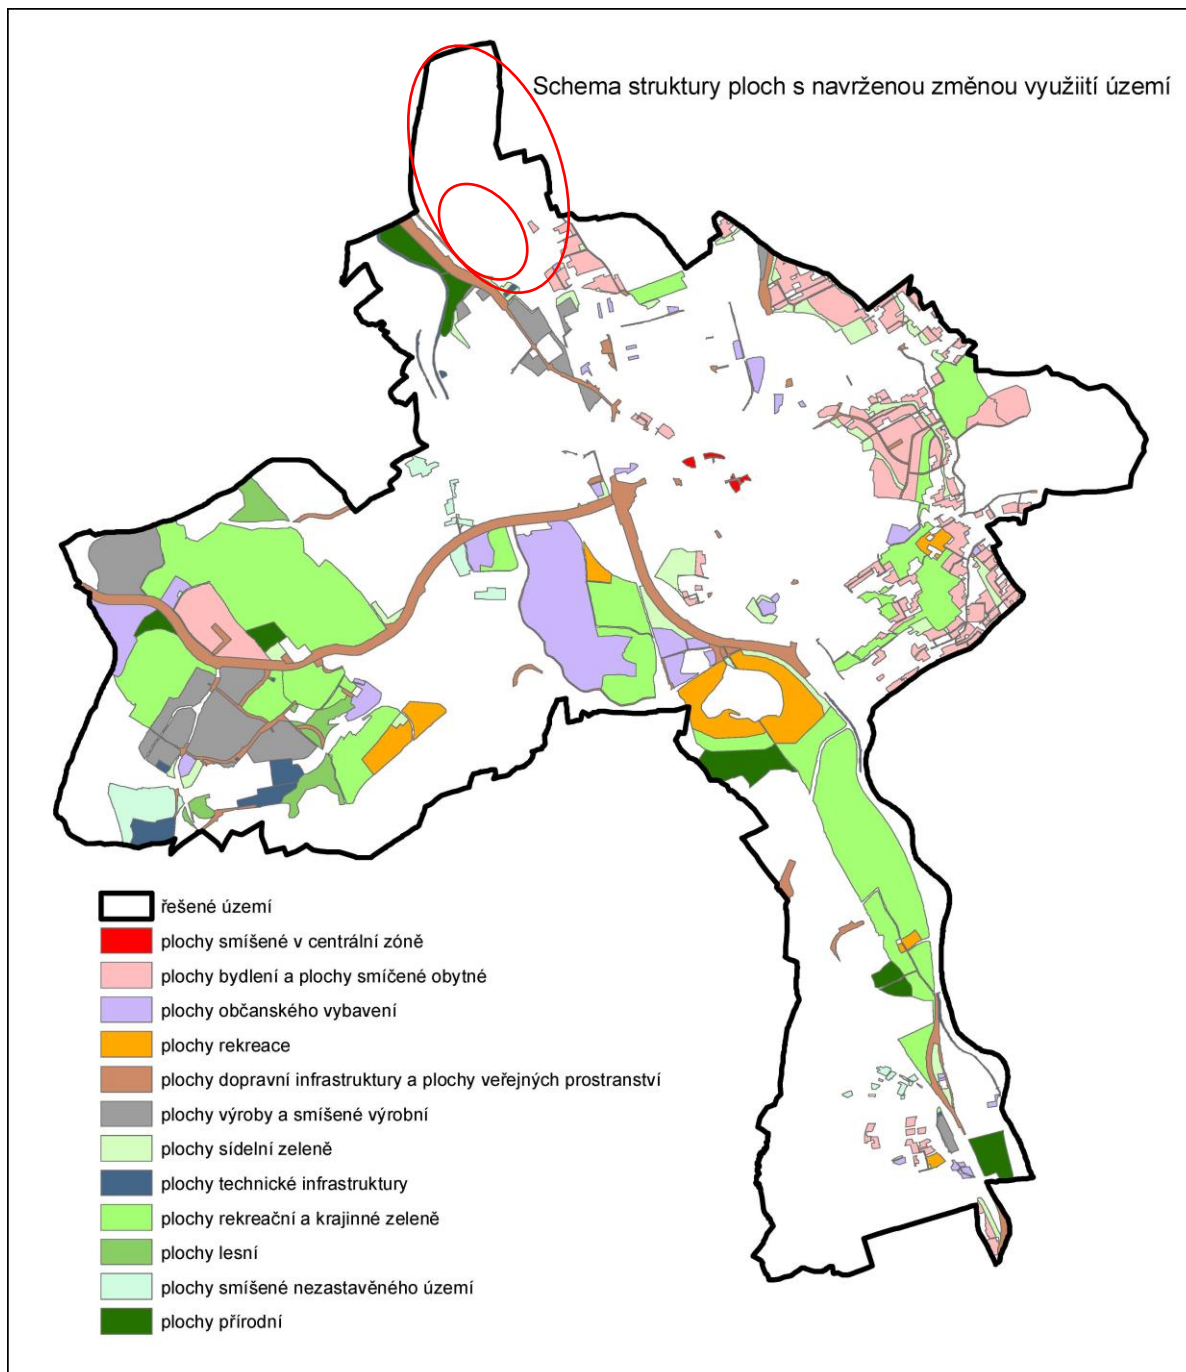 Schema struktury ploch s navrženou změnou využiití území
řešené území
plochy smíšené v centrální zóně
plochy bydlení a plochy smíčené obytné
plochy občanského vybavení
plochy rekreace
plochy dopravní infrastruktury a plochy veřejných prostranství
plochy výroby a smíšené výrobní
plochy sídelní zeleně
plochy technické infrastruktury
plochy rekreační a krajinné zeleně
plochy lesní
plochy smíšené nezastavěného území
plochy přírodní